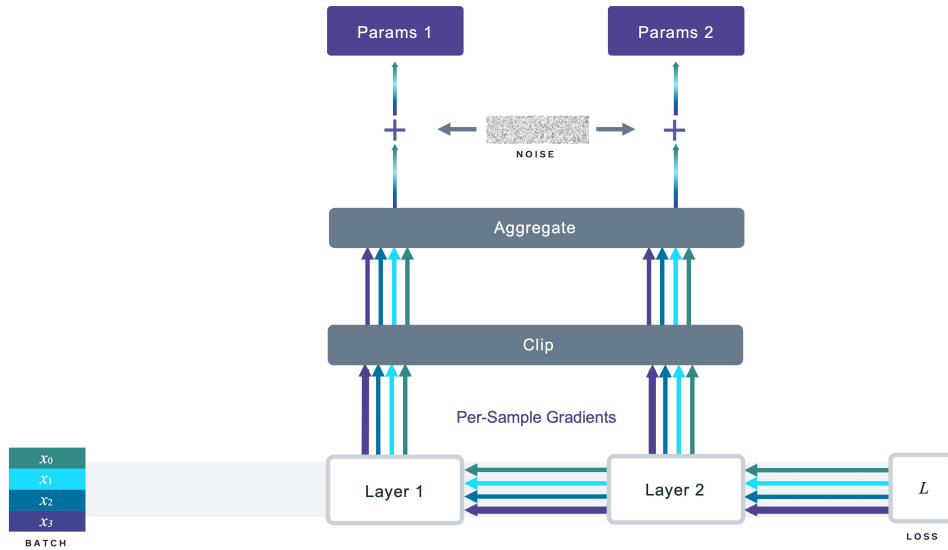 Params 1
Params 2
NOISE
Aggregate
Clip
Per-Sample Gradients
x0
x1
x2
x3
BATCH
Layer 1
Layer 2
L
LOSS